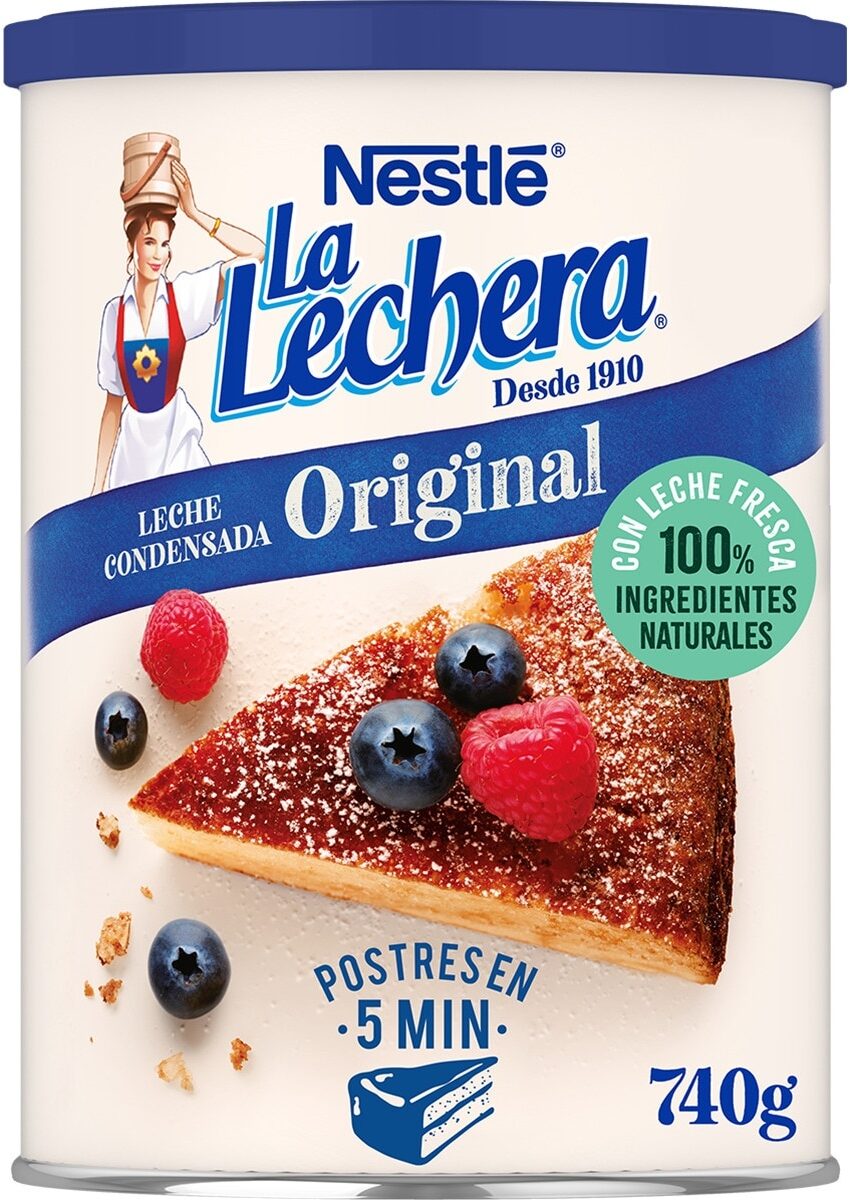 Nestlé®
La
Lechera®
Desde 1910
LECHE
CONDENSADA
Original
CON LECHE FRESCA
100%
INGREDIENTES
NATURALES
POSTRES EN
·5 MIN·
740g